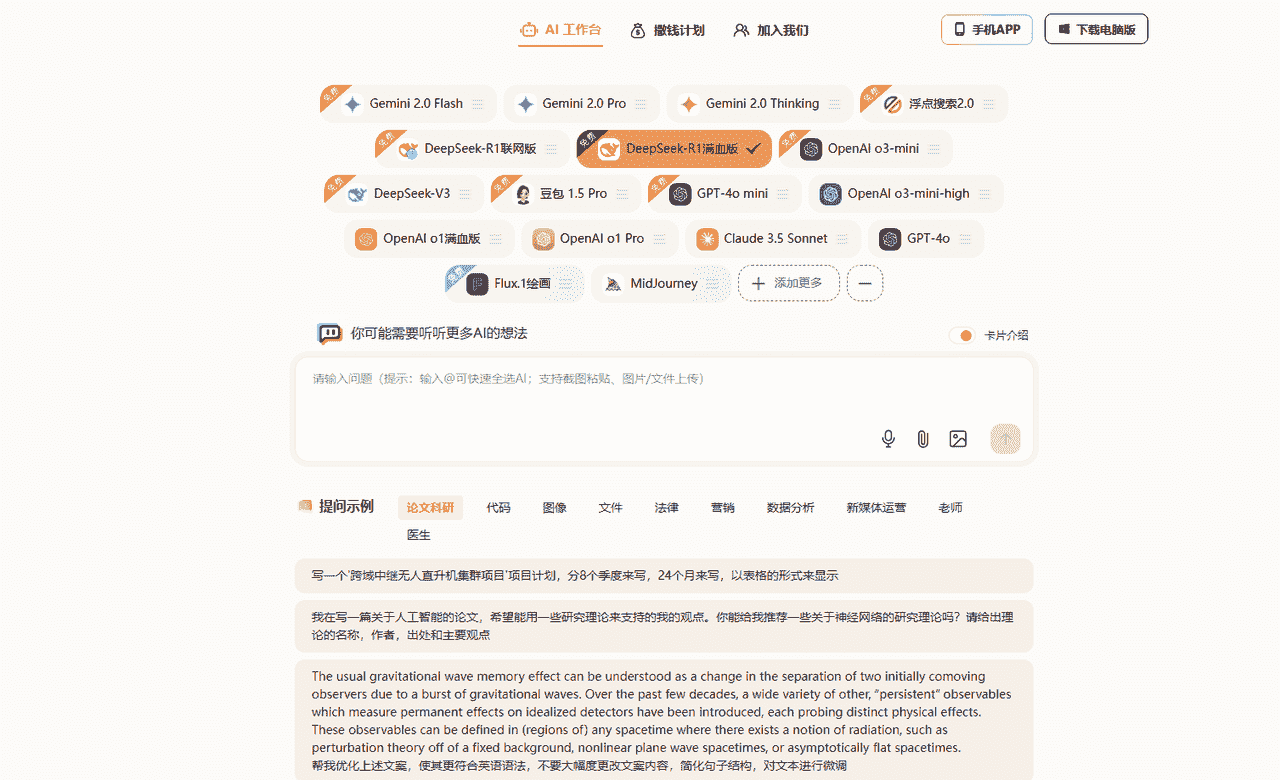 AI 工作台 撒钱计划 加入我们 手机APP 下载电脑版
免费 Gemini 2.0 Flash Gemini 2.0 Pro Gemini 2.0 Thinking 免费 浮点搜索2.0
免费 DeepSeek-R1联网版 免费 DeepSeek-R1满血版 免费 OpenAI o3-mini
免费 DeepSeek-V3 免费 豆包 1.5 Pro 免费 GPT-4o mini OpenAI o3-mini-high
OpenAI o1满血版 OpenAI o1 Pro Claude 3.5 Sonnet GPT-4o
免费 Flux.1绘画 MidJourney 添加更多
你可能需要听听更多AI的想法 卡片介绍
请输入问题（提示：输入@可快速全选AI；支持截图粘贴、图片/文件上传）
提问示例 论文科研 代码 图像 文件 法律 营销 数据分析 新媒体运营 老师
医生
写一个'跨域中继无人直升机集群项目'项目计划，分8个季度来写，24个月来写，以表格的形式来显示
我在写一篇关于人工智能的论文，希望能用一些研究理论来支持的我的观点。你能给我推荐一些关于神经网络的研究理论吗？请给出理
论的名称，作者，出处和主要观点
The usual gravitational wave memory effect can be understood as a change in the separation of two initially comoving
observers due to a burst of gravitational waves. Over the past few decades, a wide variety of other, "persistent" observables
which measure permanent effects on idealized detectors have been introduced, each probing distinct physical effects.
These observables can be defined in (regions of) any spacetime where there exists a notion of radiation, such as
perturbation theory off of a fixed background, nonlinear plane wave spacetimes, or asymptotically flat spacetimes.
帮我优化上述文案，使其更符合英语语法，不要大幅度更改文案内容，简化句子结构，对文本进行微调